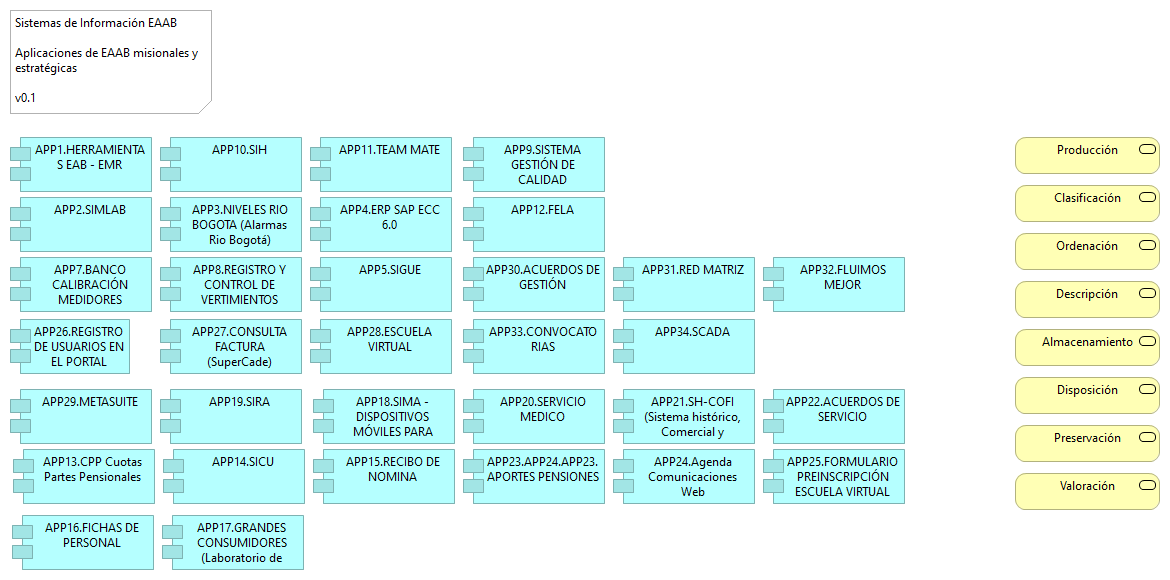 Sistemas de Información EAAB
Aplicaciones de EAAB misionales y
estratégicas
v0.1
APP1.HERRAMIENTA
S EAB - EMR
APP10.SIH
APP11.TEAM MATE
APP9.SISTEMA
GESTIÓN DE
CALIDAD
APP2.SIMLAB
APP3.NIVELES RIO
BOGOTA (Alarmas
Rio Bogotá)
APP4.ERP SAP ECC
6.0
APP12.FELA
APP7.BANCO
CALIBRACIÓN
MEDIDORES
APP8.REGISTRO Y
CONTROL DE
VERTIMIENTOS
APP5.SIGUE
APP30.ACUERDOS DE
GESTIÓN
APP31.RED MATRIZ
APP32.FLUIMOS
MEJOR
APP26.REGISTRO
DE USUARIOS EN
EL PORTAL
APP27.CONSULTA
FACTURA
(SuperCade)
APP28.ESCUELA
VIRTUAL
APP33.CONVOCATO
RIAS
APP34.SCADA
APP29.METASUITE
APP19.SIRA
APP18.SIMA -
DISPOSITIVOS
MÓVILES PARA
APP20.SERVICIO
MEDICO
APP21.SH-COFI
(Sistema histórico,
Comercial y
APP22.ACUERDOS DE
SERVICIO
APP13.CPP Cuotas
Partes Pensionales
APP14.SICU
APP15.RECIBO DE
NOMINA
APP23.APP24.APP23.
APORTES PENSIONES
APP24.Agenda
Comunicaciones
Web
APP25.FORMULARIO
PREINSCRIPCIÓN
ESCUELA VIRTUAL
APP16.FICHAS DE
PERSONAL
APP17.GRANDES
CONSUMIDORES
(Laboratorio de
Producción
Clasificación
Ordenación
Descripción
Almacenamiento
Disposición
Preservación
Valoración